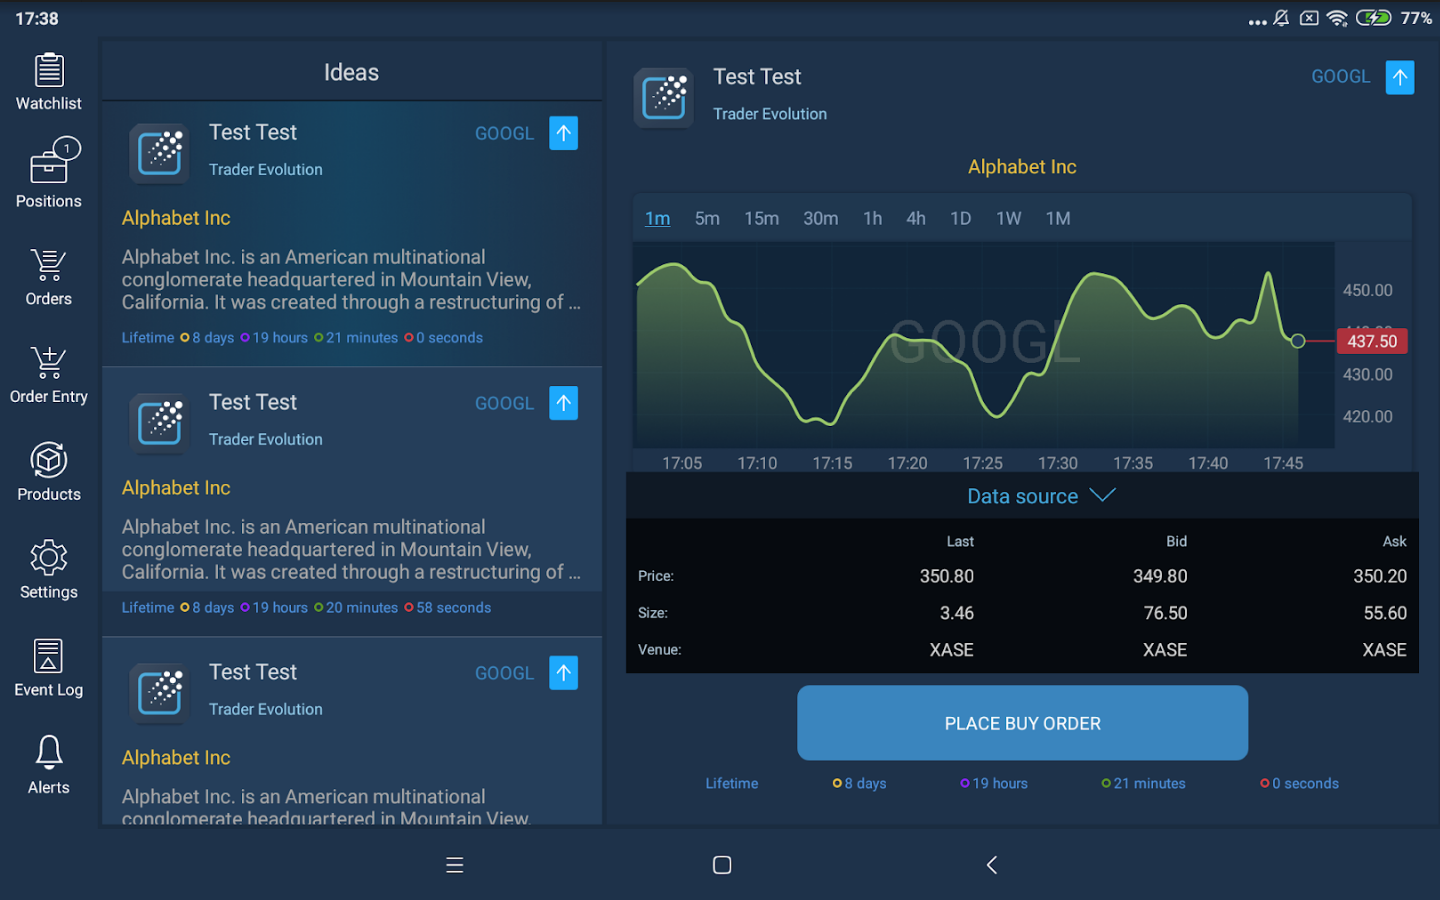 17:38
77%
Watchlist
1
Positions
Orders
Order Entry
Products
Settings
Event Log
Alerts
Ideas
Test Test
GOOGL
Trader Evolution
Alphabet Inc
Alphabet Inc. is an American multinational
conglomerate headquartered in Mountain View,
California. It was created through a restructuring of ...
Lifetime 8 days 19 hours 21 minutes 0 seconds
Test Test
GOOGL
Trader Evolution
Alphabet Inc
Alphabet Inc. is an American multinational
conglomerate headquartered in Mountain View,
California. It was created through a restructuring of ...
Lifetime 8 days 19 hours 20 minutes 58 seconds
Test Test
GOOGL
Trader Evolution
Alphabet Inc
Alphabet Inc. is an American multinational
conglomerate headquartered in Mountain View,
Test Test
GOOGL
Trader Evolution
Alphabet Inc
1m 5m 15m 30m 1h 4h 1D 1W 1M
GOOGL
450.00
437.50
430.00
420.00
17:05 17:10 17:15 17:20 17:25 17:30 17:35 17:40 17:45
Data source
Last Bid Ask
Price: 350.80 349.80 350.20
Size: 3.46 76.50 55.60
Venue: XASE XASE XASE
PLACE BUY ORDER
Lifetime 8 days 19 hours 21 minutes 0 seconds